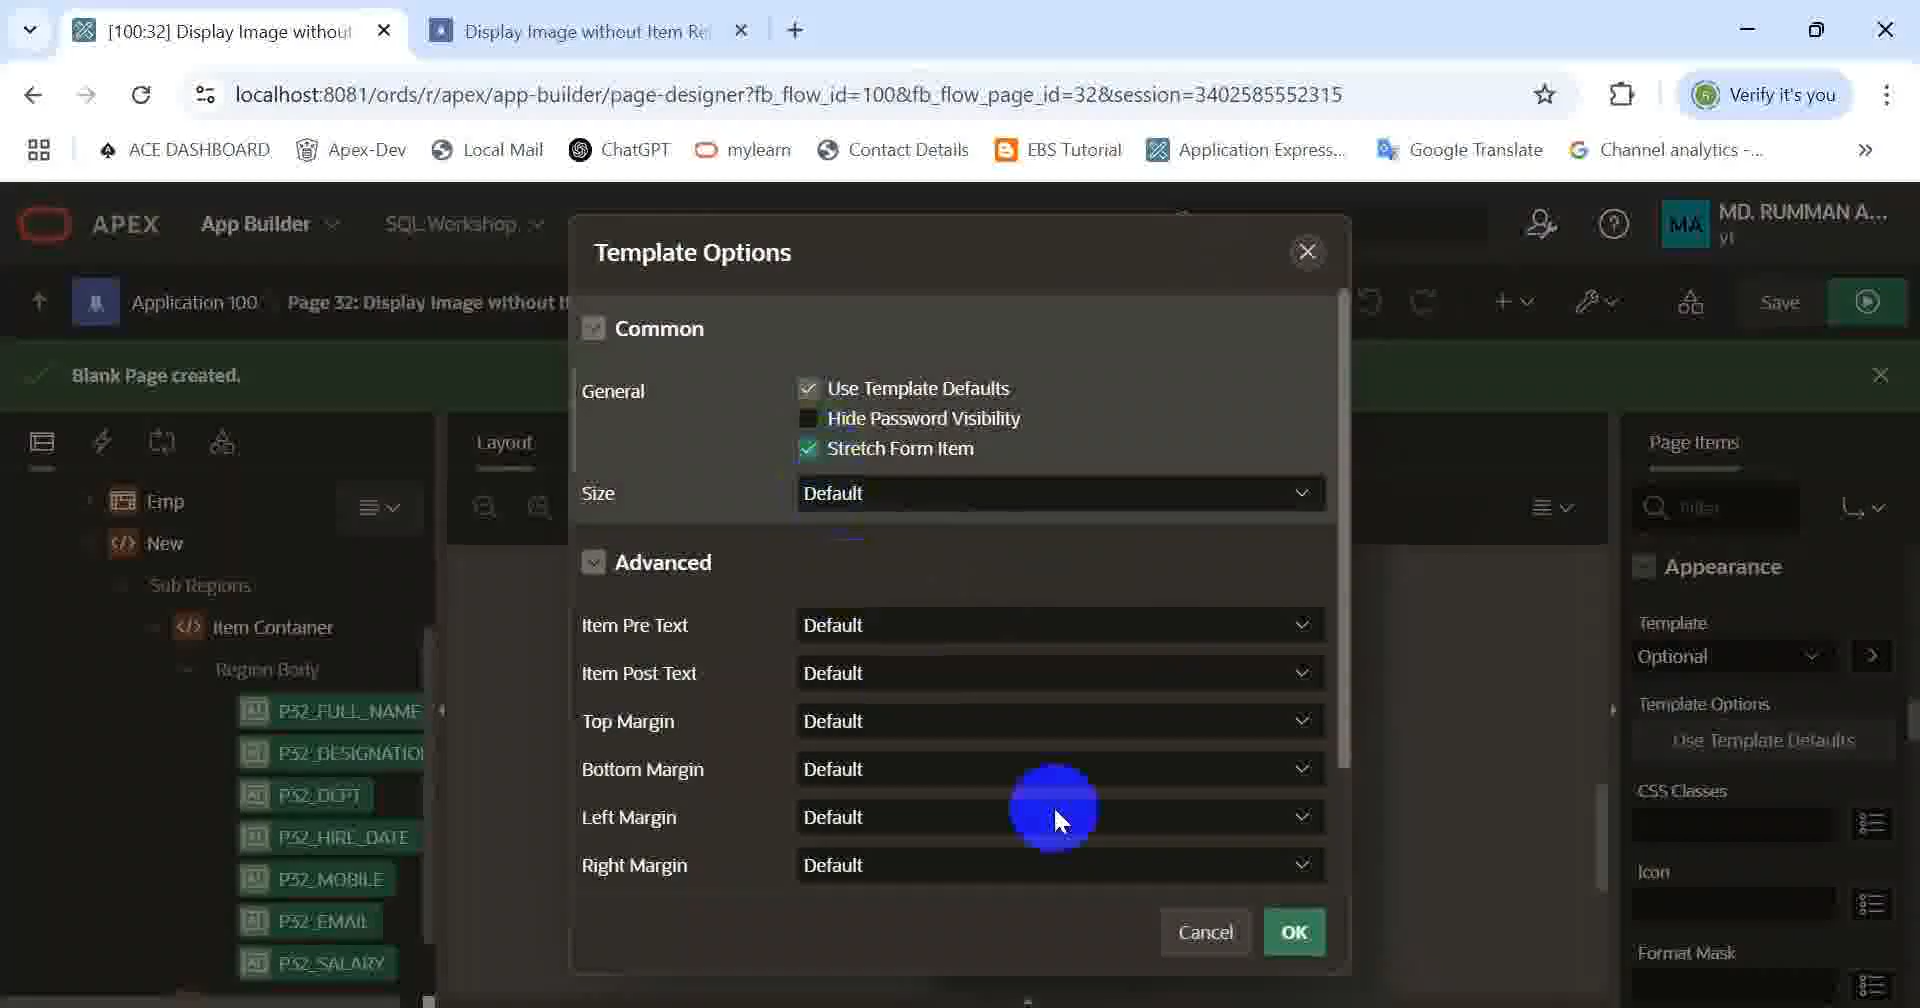 [100:32] Display Image without
Display Image without Item Re
localhost:8081/ords/r/apex/app-builder/page-designer?fb_flow_id=100&fb_flow_page_id=32&session=3402585552315
Verify it's you
ACE DASHBOARD
Apex-Dev
Local Mail
ChatGPT
mylearn
Contact Details
EBS Tutorial
Application Express...
Google Translate
Channel analytics -...
APEX
App Builder
SQL Workshop
MA
MD. RUMMAN A...
yt
Application 100
Page 32: Display Image without It
Save
Blank Page created.
Layout
Page Items
Emp
New
Sub Regions
Item Container
Region Body
P32_FULL_NAME
P32_DESIGNATION
P32_DEPT
P32_HIRE_DATE
P32_MOBILE
P32_EMAIL
P32_SALARY
Template Options
Common
General
Use Template Defaults
Hide Password Visibility
Stretch Form Item
Size
Default
Advanced
Item Pre Text
Default
Item Post Text
Default
Top Margin
Default
Bottom Margin
Default
Left Margin
Default
Right Margin
Default
Cancel
OK
Filter
Appearance
Template
Optional
Template Options
Use Template Defaults
CSS Classes
Icon
Format Mask